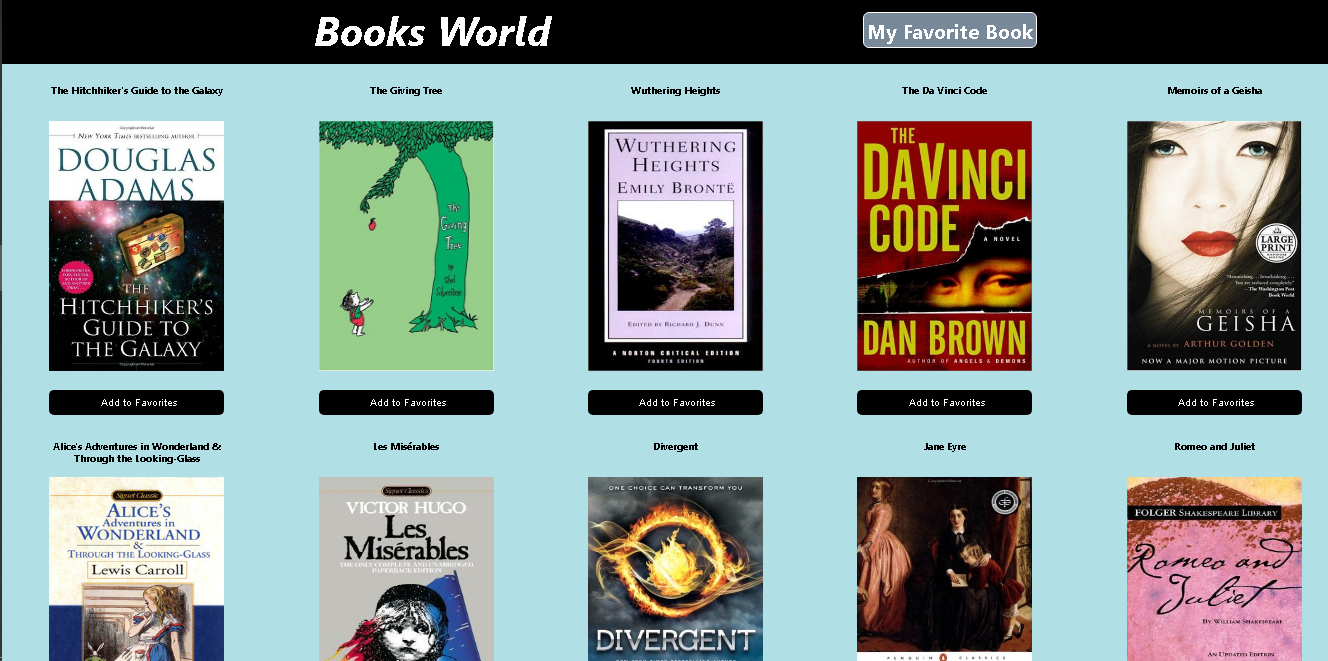 Books World
My Favorite Book
The Hitchhiker's Guide to the Galaxy
The Giving Tree
Wuthering Heights
The Da Vinci Code
Memoirs of a Geisha
NEW YORK TIMES BESTSELLING AUTHOR
DOUGLAS
ADAMS
THE
HITCHHIKER'S
GUIDE TO
THE GALAXY
The
Giving
Tree
by
Shel
Silverstein
WUTHERING
HEIGHTS
EMILY BRONTË
EDITED BY RICHARD J. DUNN
A NORTON CRITICAL EDITION
FOURTH EDITION
THE
DA VINCI
CODE
A NOVEL
DAN BROWN
AUTHOR OF ANGELS & DEMONS
LARGE
PRINT
"Astonishing . . . breathtaking. . . .
You are seduced completely."
—The Washington Post
Book World
MEMOIRS OF A
GEISHA
A NOVEL BY ARTHUR GOLDEN
NOW A MAJOR MOTION PICTURE
Add to Favorites
Add to Favorites
Add to Favorites
Add to Favorites
Add to Favorites
Alice's Adventures in Wonderland &
Through the Looking-Glass
Les Misérables
Divergent
Jane Eyre
Romeo and Juliet
Signet Classic
ALICE'S
Adventures in
WONDERLAND
&
THROUGH THE LOOKING-GLASS
Lewis Carroll
Signet Classics
VICTOR HUGO
Les
Misérables
THE ONLY COMPLETE AND UNABRIDGED
PAPERBACK EDITION
ONE CHOICE CAN TRANSFORM YOU
DIVERGENT
PENGUIN CLASSICS
FOLGER SHAKESPEARE LIBRARY
Romeo and
Juliet
BY WILLIAM SHAKESPEARE
AN UPDATED EDITION